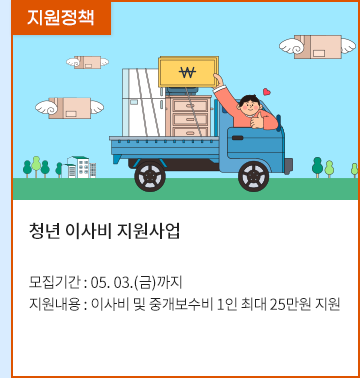 지원정책
₩
청년 이사비 지원사업
모집기간 : 05. 03.(금)까지
지원내용 : 이사비 및 중개보수비 1인 최대 25만원 지원